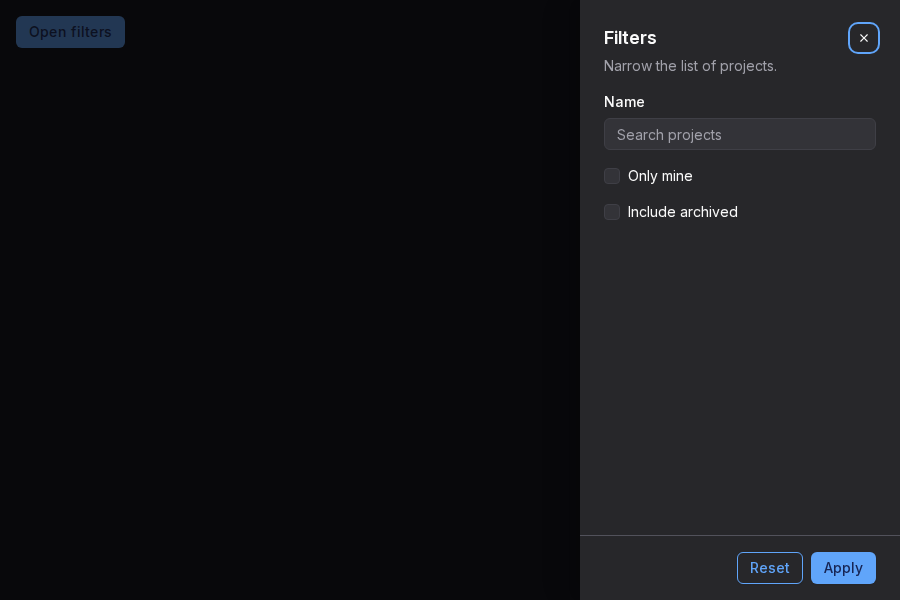 Open filters
Filters
Narrow the list of projects.
Name
Search projects
Only mine
Include archived
Reset
Apply